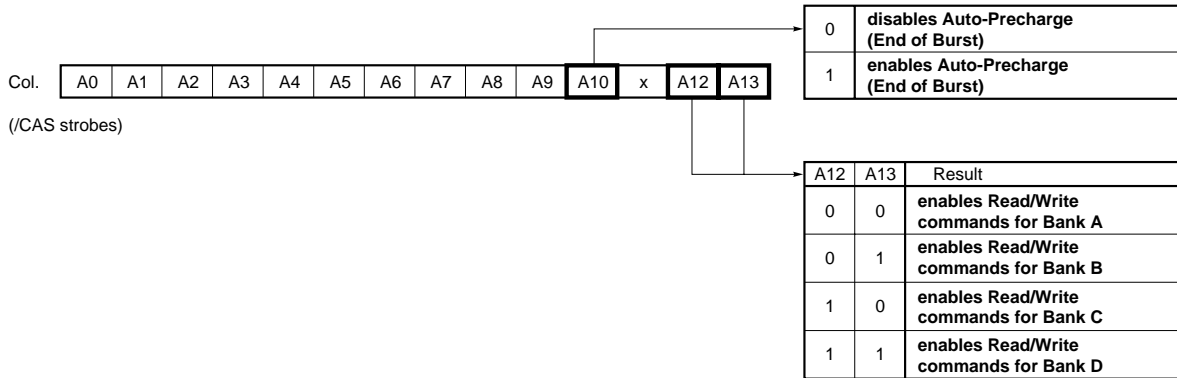 0 disables Auto-Precharge
(End of Burst)
1 enables Auto-Precharge
(End of Burst)
Col. A0 A1 A2 A3 A4 A5 A6 A7 A8 A9 A10 x A12 A13
(/CAS strobes)
A12 A13 Result
0 0 enables Read/Write
commands for Bank A
0 1 enables Read/Write
commands for Bank B
1 0 enables Read/Write
commands for Bank C
1 1 enables Read/Write
commands for Bank D